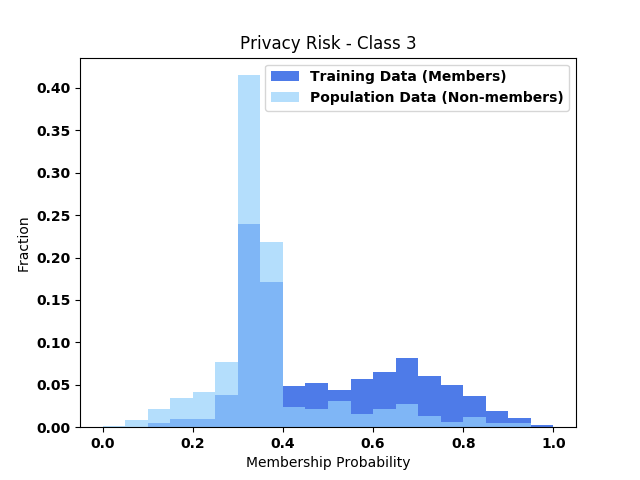 Privacy Risk - Class 3
Training Data (Members)
Population Data (Non-members)
Fraction
0.40
0.35
0.30
0.25
0.20
0.15
0.10
0.05
0.00
0.0 0.2 0.4 0.6 0.8 1.0
Membership Probability